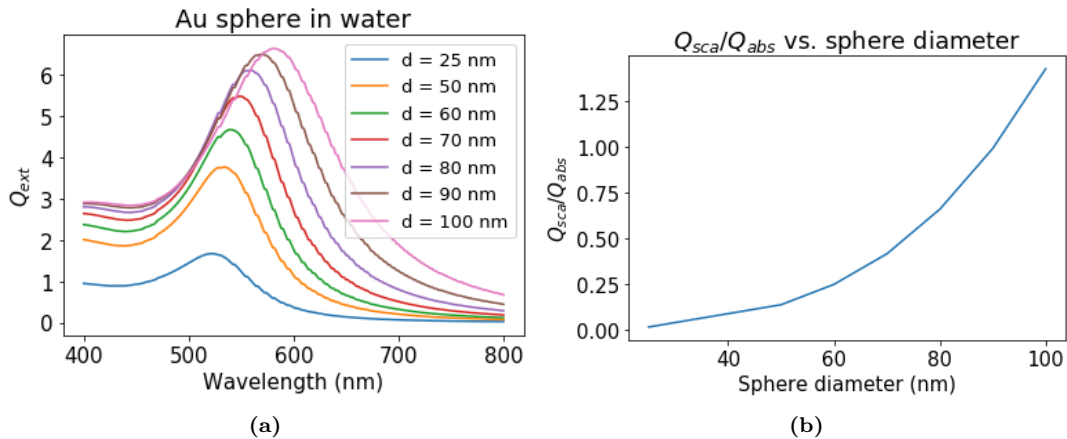 Au sphere in water
6
5
4
3
2
1
0
Q_ext
d = 25 nm
d = 50 nm
d = 60 nm
d = 70 nm
d = 80 nm
d = 90 nm
d = 100 nm
400 500 600 700 800
Wavelength (nm)
(a)
Q_sca/Q_abs vs. sphere diameter
1.25
1.00
0.75
0.50
0.25
0.00
Q_sca/Q_abs
40 60 80 100
Sphere diameter (nm)
(b)